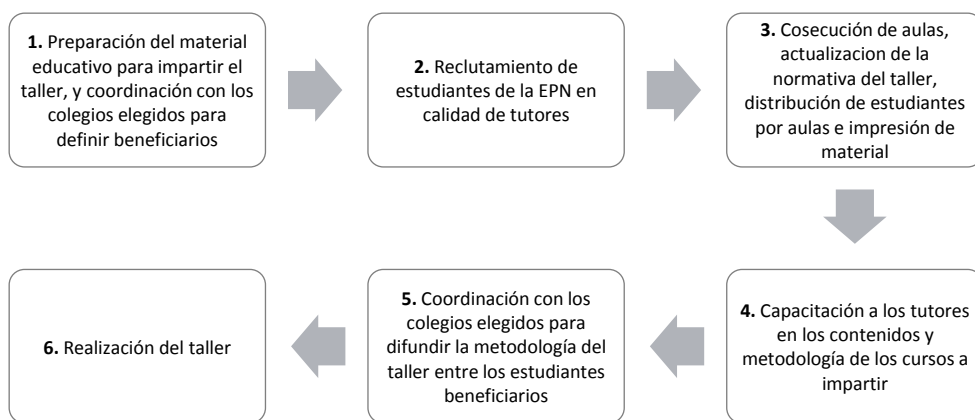 1. Preparación del material
educativo para impartir el
taller, y coordinación con los
colegios elegidos para
definir beneficiarios
2. Reclutamiento de
estudiantes de la EPN en
calidad de tutores
3. Cosecución de aulas,
actualizacion de la
normativa del taller,
distribución de estudiantes
por aulas e impresión de
material
4. Capacitación a los tutores
en los contenidos y
metodología de los cursos a
impartir
5. Coordinación con los
colegios elegidos para
difundir la metodología del
taller entre los estudiantes
beneficiarios
6. Realización del taller